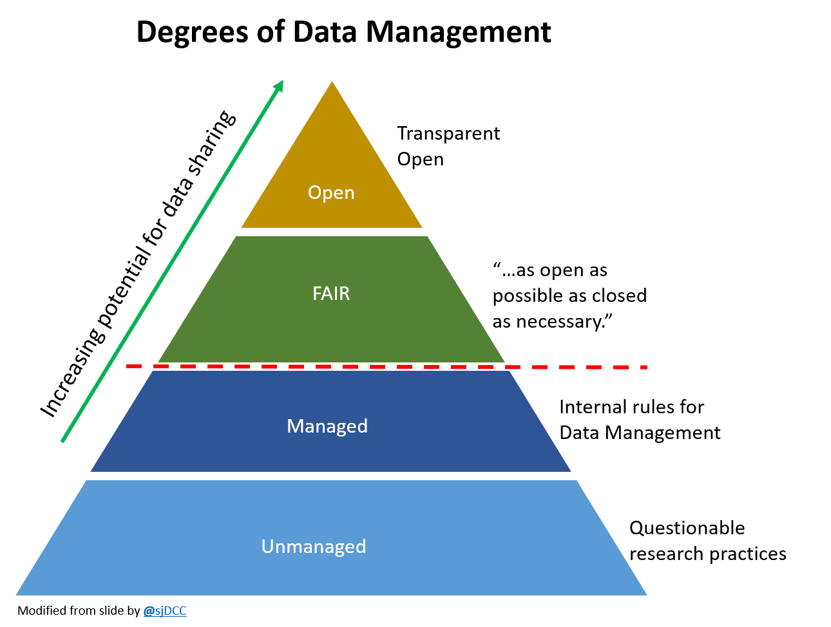 Degrees of Data Management
Increasing potential for data sharing
Open
Transparent
Open
FAIR
“...as open as
possible as closed
as necessary.”
Managed
Internal rules for
Data Management
Unmanaged
Questionable
research practices
Modified from slide by @sjDCC